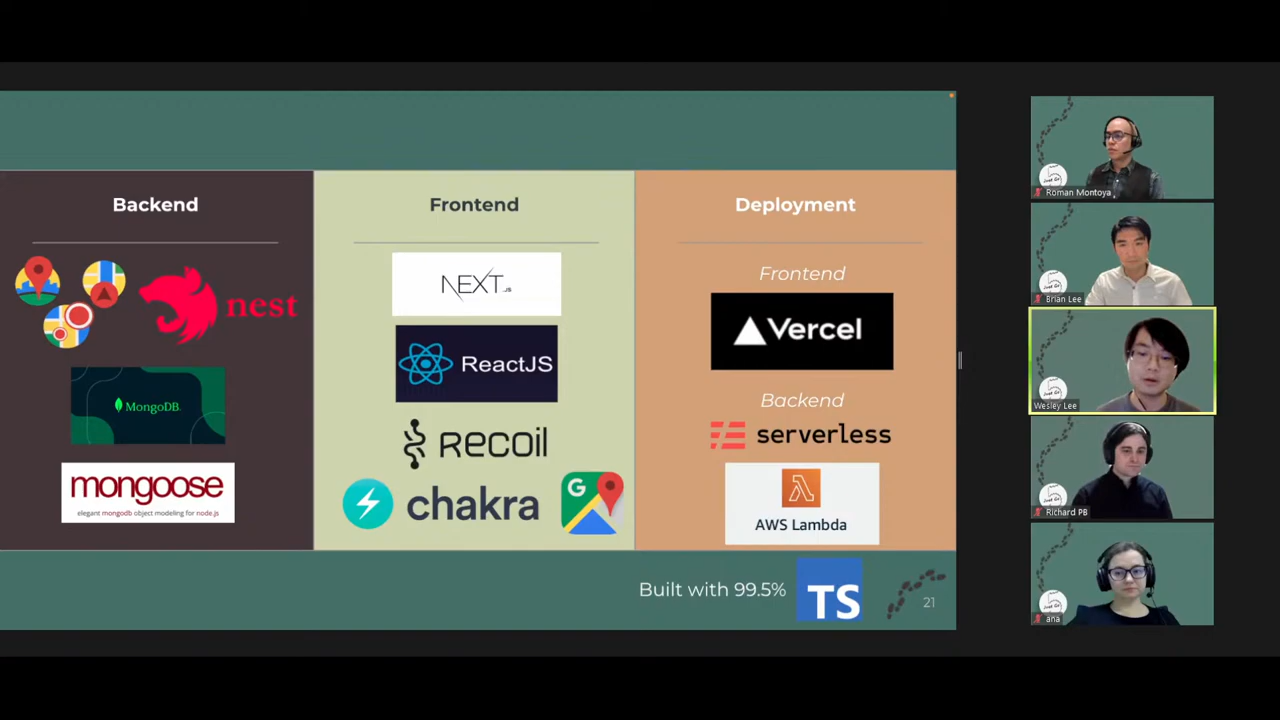 Backend
nest
MongoDB.
mongoose
elegant mongodb object modeling for node.js
Frontend
NEXT.JS
ReactJS
RECOIL
chakra
G
Deployment
Frontend
Vercel
Backend
serverless
AWS Lambda
Built with 99.5%
TS
21
Roman Montoya
Brian Lee
Wesley Lee
Richard PB
ana